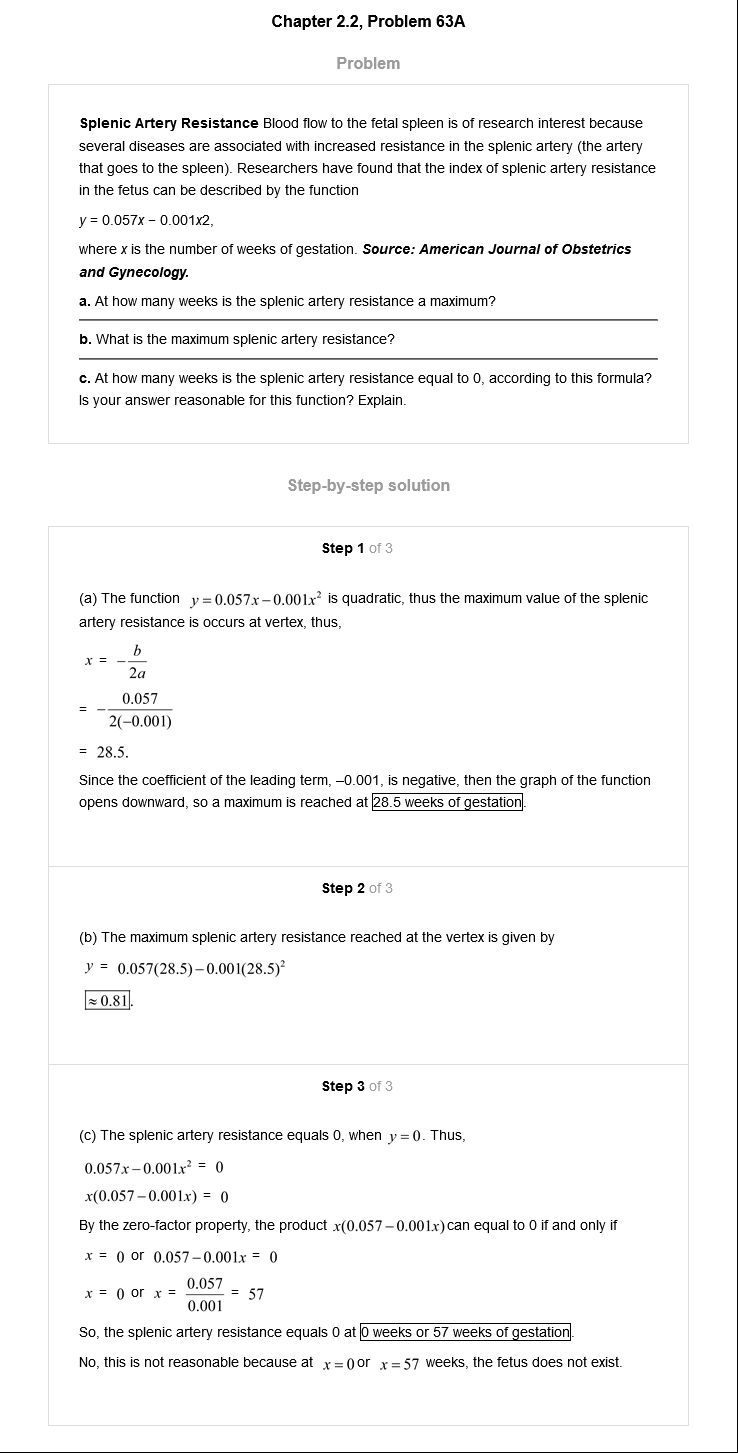 Chapter 2.2, Problem 63A
Problem
Splenic Artery Resistance Blood flow to the fetal spleen is of research interest because
several diseases are associated with increased resistance in the splenic artery (the artery
that goes to the spleen). Researchers have found that the index of splenic artery resistance
in the fetus can be described by the function
y = 0.057x − 0.001x2,
where x is the number of weeks of gestation. Source: American Journal of Obstetrics
and Gynecology.
a. At how many weeks is the splenic artery resistance a maximum?
b. What is the maximum splenic artery resistance?
c. At how many weeks is the splenic artery resistance equal to 0, according to this formula?
Is your answer reasonable for this function? Explain.
Step-by-step solution
Step 1 of 3
(a) The function y = 0.057x − 0.001x² is quadratic, thus the maximum value of the splenic
artery resistance is occurs at vertex, thus,
x = −b/2a
= −0.057/2(−0.001)
= 28.5.
Since the coefficient of the leading term, –0.001, is negative, then the graph of the function
opens downward, so a maximum is reached at 28.5 weeks of gestation.
Step 2 of 3
(b) The maximum splenic artery resistance reached at the vertex is given by
y = 0.057(28.5) − 0.001(28.5)²
≈ 0.81.
Step 3 of 3
(c) The splenic artery resistance equals 0, when y = 0. Thus,
0.057x − 0.001x² = 0
x(0.057 − 0.001x) = 0
By the zero-factor property, the product x(0.057 − 0.001x) can equal to 0 if and only if
x = 0 or 0.057 − 0.001x = 0
x = 0 or x = 0.057/0.001 = 57
So, the splenic artery resistance equals 0 at 0 weeks or 57 weeks of gestation.
No, this is not reasonable because at x = 0 or x = 57 weeks, the fetus does not exist.